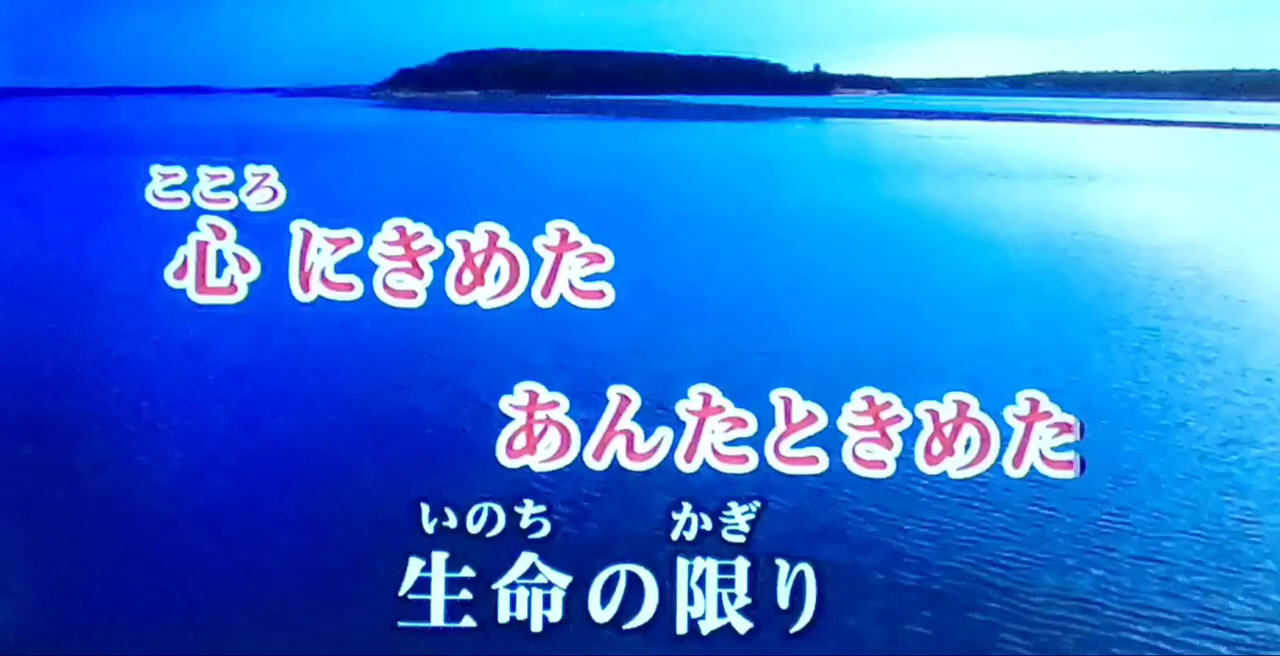 こころ
心にきめた
あんたときめた
いのち かぎ
生命の限り